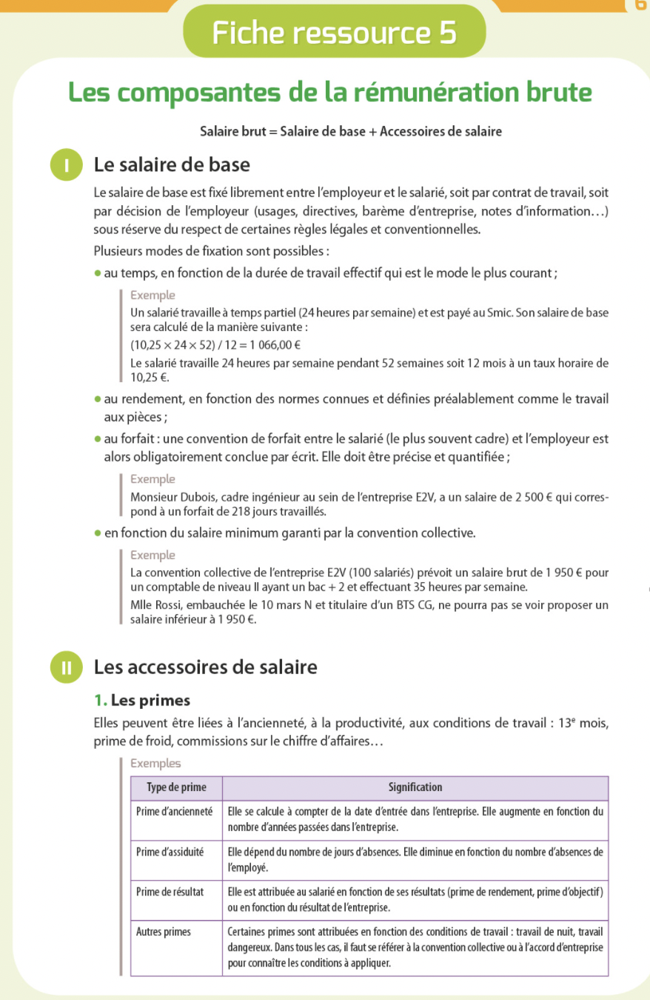 6
Fiche ressource 5
Les composantes de la rémunération brute
Salaire brut = Salaire de base + Accessoires de salaire
I Le salaire de base
Le salaire de base est fixé librement entre l'employeur et le salarié, soit par contrat de travail, soit
par décision de l'employeur (usages, directives, barème d'entreprise, notes d'information…)
sous réserve du respect de certaines règles légales et conventionnelles.
Plusieurs modes de fixation sont possibles :
• au temps, en fonction de la durée de travail effectif qui est le mode le plus courant ;
Exemple
Un salarié travaille à temps partiel (24 heures par semaine) et est payé au Smic. Son salaire de base
sera calculé de la manière suivante :
(10,25 × 24 × 52) / 12 = 1 066,00 €
Le salarié travaille 24 heures par semaine pendant 52 semaines soit 12 mois à un taux horaire de
10,25 €.
• au rendement, en fonction des normes connues et définies préalablement comme le travail
aux pièces ;
• au forfait : une convention de forfait entre le salarié (le plus souvent cadre) et l'employeur est
alors obligatoirement conclue par écrit. Elle doit être précise et quantifiée ;
Exemple
Monsieur Dubois, cadre ingénieur au sein de l'entreprise E2V, a un salaire de 2 500 € qui corres-
pond à un forfait de 218 jours travaillés.
• en fonction du salaire minimum garanti par la convention collective.
Exemple
La convention collective de l'entreprise E2V (100 salariés) prévoit un salaire brut de 1 950 € pour
un comptable de niveau II ayant un bac + 2 et effectuant 35 heures par semaine.
Mlle Rossi, embauchée le 10 mars N et titulaire d'un BTS CG, ne pourra pas se voir proposer un
salaire inférieur à 1 950 €.
II Les accessoires de salaire
1. Les primes
Elles peuvent être liées à l'ancienneté, à la productivité, aux conditions de travail : 13e mois,
prime de froid, commissions sur le chiffre d'affaires…
Exemples
Type de prime Signification
Prime d'ancienneté Elle se calcule à compter de la date d'entrée dans l'entreprise. Elle augmente en fonction du
nombre d'années passées dans l'entreprise.
Prime d'assiduité Elle dépend du nombre de jours d'absences. Elle diminue en fonction du nombre d'absences de
l'employé.
Prime de résultat Elle est attribuée au salarié en fonction de ses résultats (prime de rendement, prime d'objectif)
ou en fonction du résultat de l'entreprise.
Autres primes Certaines primes sont attribuées en fonction des conditions de travail : travail de nuit, travail
dangereux. Dans tous les cas, il faut se référer à la convention collective ou à l'accord d'entreprise
pour connaître les conditions à appliquer.